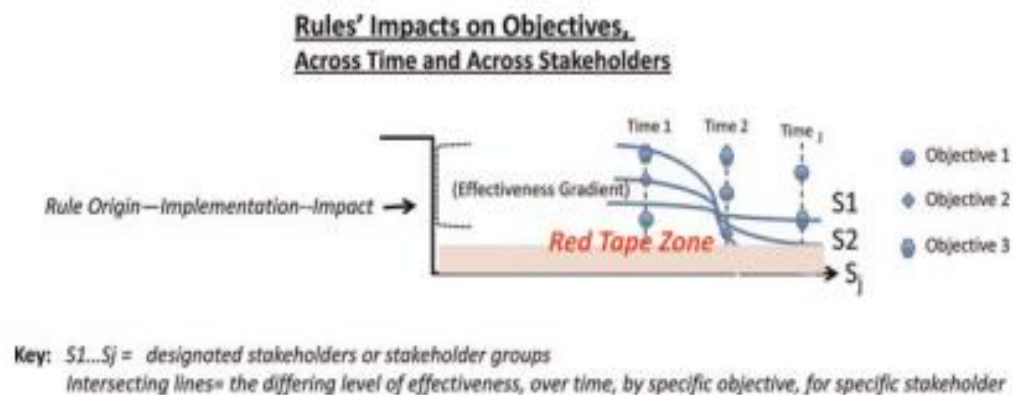 Rules' Impacts on Objectives,
Across Time and Across Stakeholders
Time 1
Time 2
Time j
Objective 1
(Effectiveness Gradient)
Rule Origin—Implementation--Impact
S1
Objective 2
Red Tape Zone
S2
Objective 3
Sj
Key: S1...Sj = designated stakeholders or stakeholder groups
Intersecting lines= the differing level of effectiveness, over time, by specific objective, for specific stakeholder